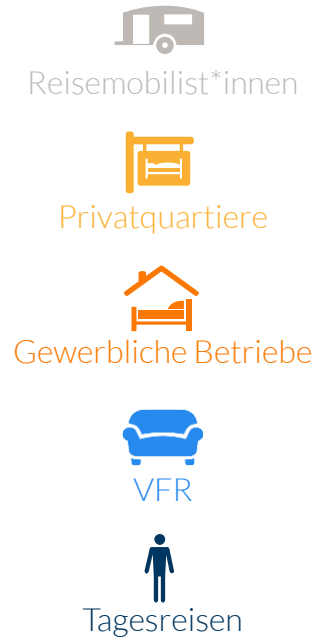 Reisemobilist*innen
Privatquartiere
Gewerbliche Betriebe
VFR
Tagesreisen